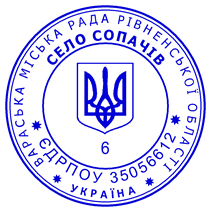 ВАРАСЬКА МІСЬКА РАДА РІВНЕНСЬКОЇ ОБЛАСТІ
СЕЛО СОПАЧІВ
6
* ЄДРПОУ 35056612 *
* УКРАЇНА *